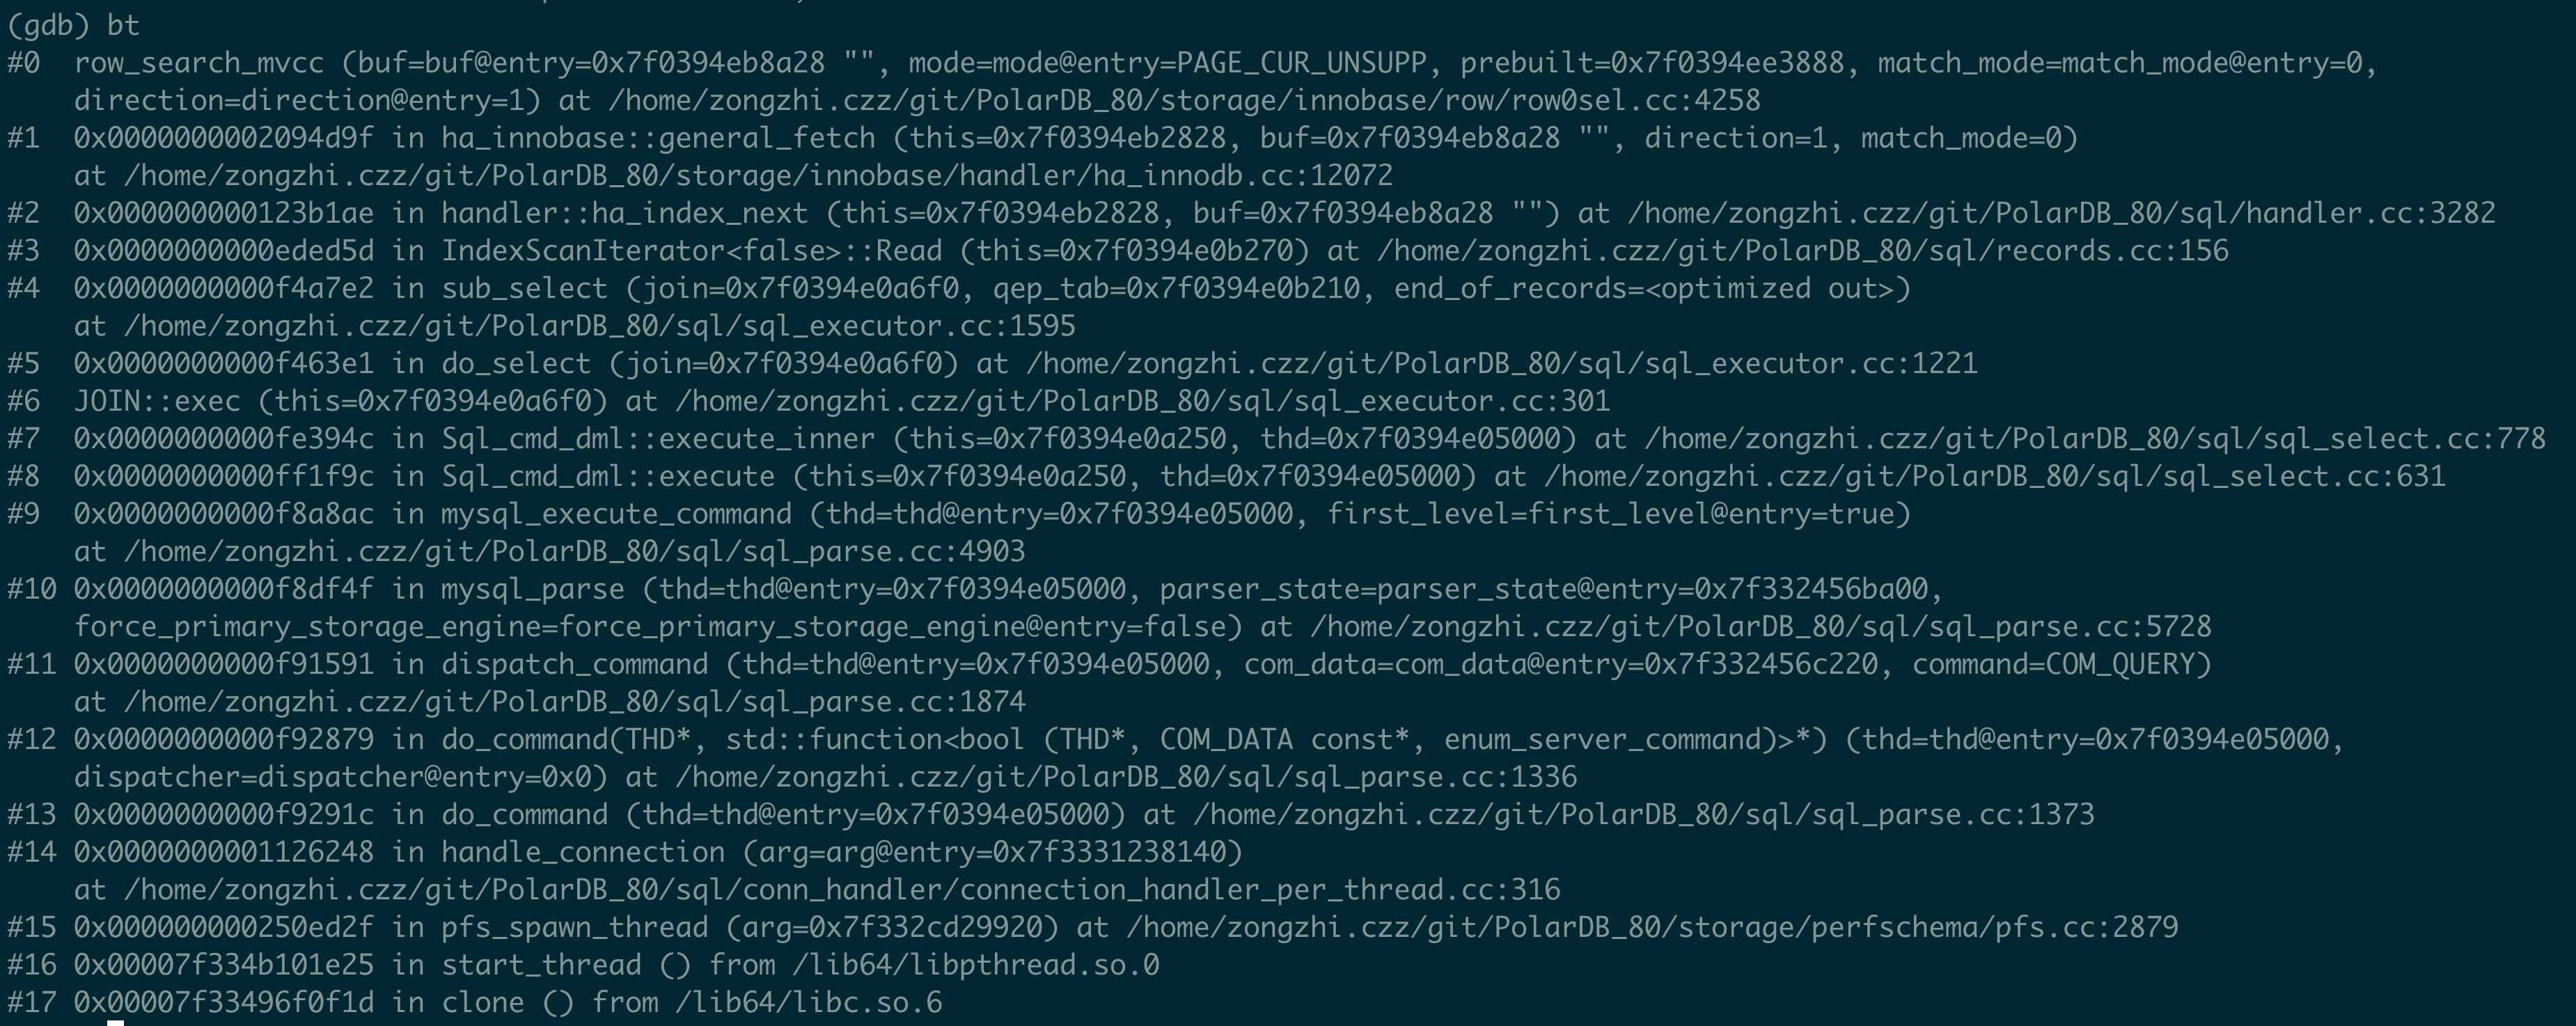 (gdb) bt
#0  row_search_mvcc (buf=buf@entry=0x7f0394eb8a28 "", mode=mode@entry=PAGE_CUR_UNSUPP, prebuilt=0x7f0394ee3888, match_mode=match_mode@entry=0,
    direction=direction@entry=1) at /home/zongzhi.czz/git/PolarDB_80/storage/innobase/row/row0sel.cc:4258
#1  0x0000000002094d9f in ha_innobase::general_fetch (this=0x7f0394eb2828, buf=0x7f0394eb8a28 "", direction=1, match_mode=0)
    at /home/zongzhi.czz/git/PolarDB_80/storage/innobase/handler/ha_innodb.cc:12072
#2  0x000000000123b1ae in handler::ha_index_next (this=0x7f0394eb2828, buf=0x7f0394eb8a28 "") at /home/zongzhi.czz/git/PolarDB_80/sql/handler.cc:3282
#3  0x0000000000eded5d in IndexScanIterator<false>::Read (this=0x7f0394e0b270) at /home/zongzhi.czz/git/PolarDB_80/sql/records.cc:156
#4  0x0000000000f4a7e2 in sub_select (join=0x7f0394e0a6f0, qep_tab=0x7f0394e0b210, end_of_records=<optimized out>)
    at /home/zongzhi.czz/git/PolarDB_80/sql/sql_executor.cc:1595
#5  0x0000000000f463e1 in do_select (join=0x7f0394e0a6f0) at /home/zongzhi.czz/git/PolarDB_80/sql/sql_executor.cc:1221
#6  JOIN::exec (this=0x7f0394e0a6f0) at /home/zongzhi.czz/git/PolarDB_80/sql/sql_executor.cc:301
#7  0x0000000000fe394c in Sql_cmd_dml::execute_inner (this=0x7f0394e0a250, thd=0x7f0394e05000) at /home/zongzhi.czz/git/PolarDB_80/sql/sql_select.cc:778
#8  0x0000000000ff1f9c in Sql_cmd_dml::execute (this=0x7f0394e0a250, thd=0x7f0394e05000) at /home/zongzhi.czz/git/PolarDB_80/sql/sql_select.cc:631
#9  0x0000000000f8a8ac in mysql_execute_command (thd=thd@entry=0x7f0394e05000, first_level=first_level@entry=true)
    at /home/zongzhi.czz/git/PolarDB_80/sql/sql_parse.cc:4903
#10 0x0000000000f8df4f in mysql_parse (thd=thd@entry=0x7f0394e05000, parser_state=parser_state@entry=0x7f332456ba00,
    force_primary_storage_engine=force_primary_storage_engine@entry=false) at /home/zongzhi.czz/git/PolarDB_80/sql/sql_parse.cc:5728
#11 0x0000000000f91591 in dispatch_command (thd=thd@entry=0x7f0394e05000, com_data=com_data@entry=0x7f332456c220, command=COM_QUERY)
    at /home/zongzhi.czz/git/PolarDB_80/sql/sql_parse.cc:1874
#12 0x0000000000f92879 in do_command(THD*, std::function<bool (THD*, COM_DATA const*, enum_server_command)>*) (thd=thd@entry=0x7f0394e05000,
    dispatcher=dispatcher@entry=0x0) at /home/zongzhi.czz/git/PolarDB_80/sql/sql_parse.cc:1336
#13 0x0000000000f9291c in do_command (thd=thd@entry=0x7f0394e05000) at /home/zongzhi.czz/git/PolarDB_80/sql/sql_parse.cc:1373
#14 0x0000000001126248 in handle_connection (arg=arg@entry=0x7f3331238140)
    at /home/zongzhi.czz/git/PolarDB_80/sql/conn_handler/connection_handler_per_thread.cc:316
#15 0x000000000250ed2f in pfs_spawn_thread (arg=0x7f332cd29920) at /home/zongzhi.czz/git/PolarDB_80/storage/perfschema/pfs.cc:2879
#16 0x00007f334b101e25 in start_thread () from /lib64/libpthread.so.0
#17 0x00007f33496f0f1d in clone () from /lib64/libc.so.6